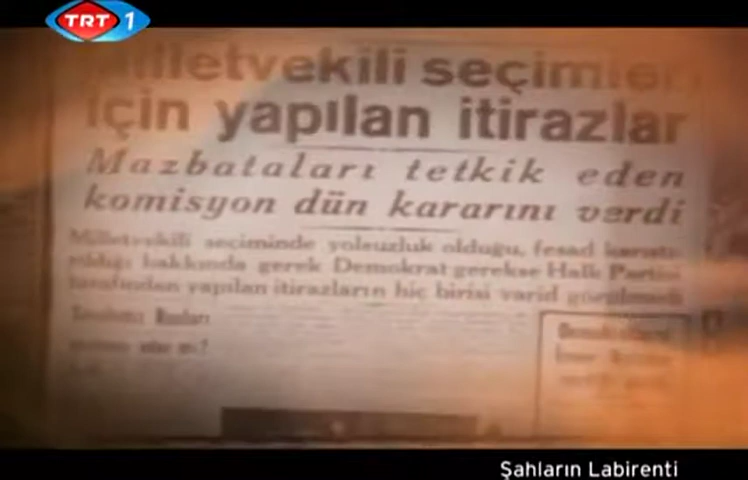 TRT 1
Milletvekili seçimleri
için yapılan itirazlar
Mazbataları tetkik eden
komisyon dün kararını verdi
Milletvekili seçiminde yolsuzluk olduğu, fesad
hakkında gerek Demokrat gerekse Halk Partisi
tarafından yapılan itirazların hiç birisi varid görülmedi
Şahların Labirenti